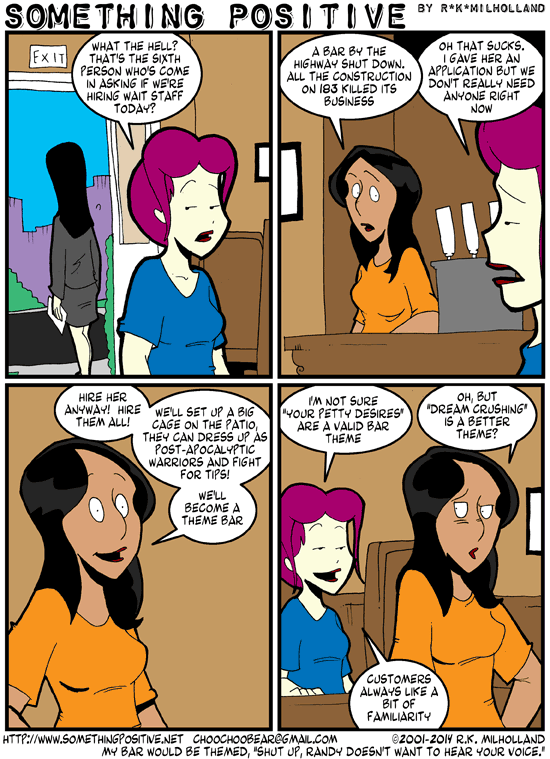 SOMETHING POSITIVE BY R*K*MILHOLLAND
EXIT
WHAT THE HELL?
THAT'S THE SIXTH
PERSON WHO'S COME
IN ASKING IF WE'RE
HIRING WAIT STAFF
TODAY?
A BAR BY THE
HIGHWAY SHUT DOWN.
ALL THE CONSTRUCTION
ON 183 KILLED ITS
BUSINESS
OH THAT SUCKS.
I GAVE HER AN
APPLICATION BUT WE
DON'T REALLY NEED
ANYONE RIGHT
NOW
HIRE HER
ANYWAY! HIRE
THEM ALL!
WE'LL SET UP A BIG
CAGE ON THE PATIO,
THEY CAN DRESS UP AS
POST-APOCALYPTIC
WARRIORS AND FIGHT
FOR TIPS!
WE'LL
BECOME A
THEME BAR
I'M NOT SURE
"YOUR PETTY DESIRES"
ARE A VALID BAR
THEME
OH, BUT
"DREAM CRUSHING"
IS A BETTER
THEME?
CUSTOMERS
ALWAYS LIKE A
BIT OF
FAMILIARITY
HTTP://WWW.SOMETHINGPOSITIVE.NET CHOOCHOOBEAR@GMAIL.COM ©2001-2014 R.K. MILHOLLAND
MY BAR WOULD BE THEMED, "SHUT UP, RANDY DOESN'T WANT TO HEAR YOUR VOICE."